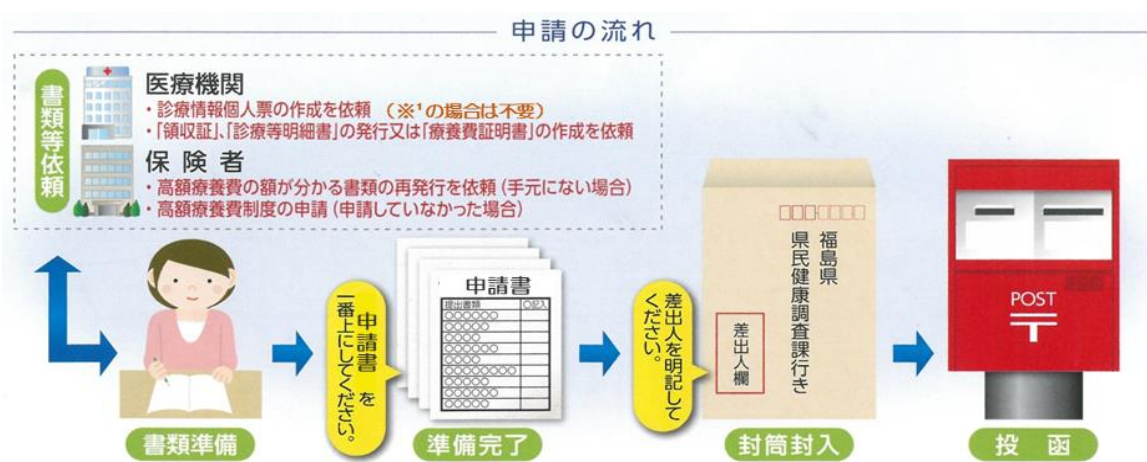 申請の流れ
書類等依頼
医療機関
・診療情報個人票の作成を依頼 (※¹の場合は不要)
・「領収証」、「診療等明細書」の発行又は「療養費証明書」の作成を依頼
保険者
・高額療養費の額が分かる書類の再発行を依頼(手元にない場合)
・高額療養費制度の申請(申請していなかった場合)
書類準備
申請書を
一番上にしてください。
申請書
提出書類 ○記入
○○○○○○
○○○○○
○○○○
○○○○○
○○○
○○○○○○○
○○○○○
○○○○
○○○○○
準備完了
差出人を明記して
ください。
福島県
県民健康調査課行き
差出人欄
封筒封入
POST
〒
投函